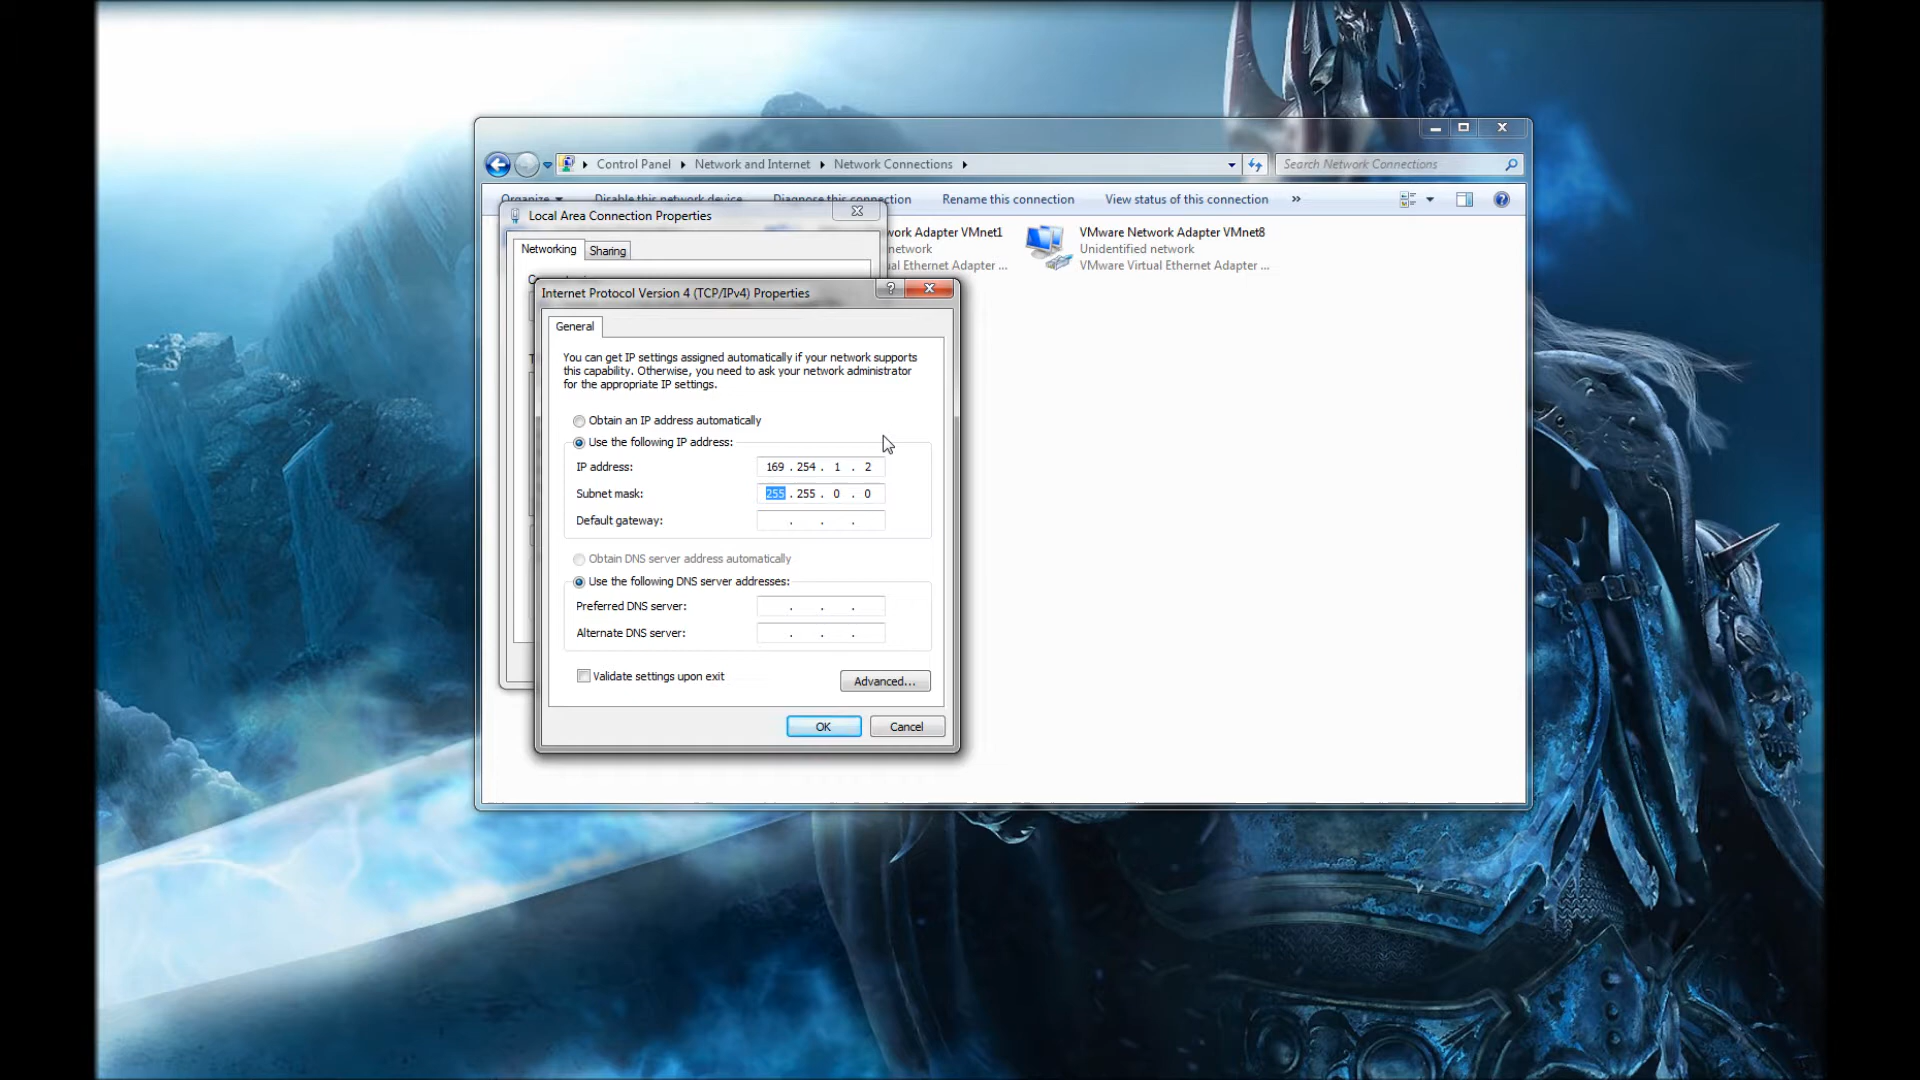 Control Panel Network and Internet Network Connections
Search Network Connections
Organize Disable this network device Diagnose this connection Rename this connection View status of this connection »
Local Area Connection Properties
Networking Sharing
work Adapter VMnet1
network
al Ethernet Adapter ...
VMware Network Adapter VMnet8
Unidentified network
VMware Virtual Ethernet Adapter ...
Internet Protocol Version 4 (TCP/IPv4) Properties
?
General
You can get IP settings assigned automatically if your network supports
this capability. Otherwise, you need to ask your network administrator
for the appropriate IP settings.
Obtain an IP address automatically
Use the following IP address:
IP address: 169 . 254 . 1 . 2
Subnet mask: 255 . 255 . 0 . 0
Default gateway: . . .
Obtain DNS server address automatically
Use the following DNS server addresses:
Preferred DNS server: . . .
Alternate DNS server: . . .
Validate settings upon exit
Advanced...
OK Cancel